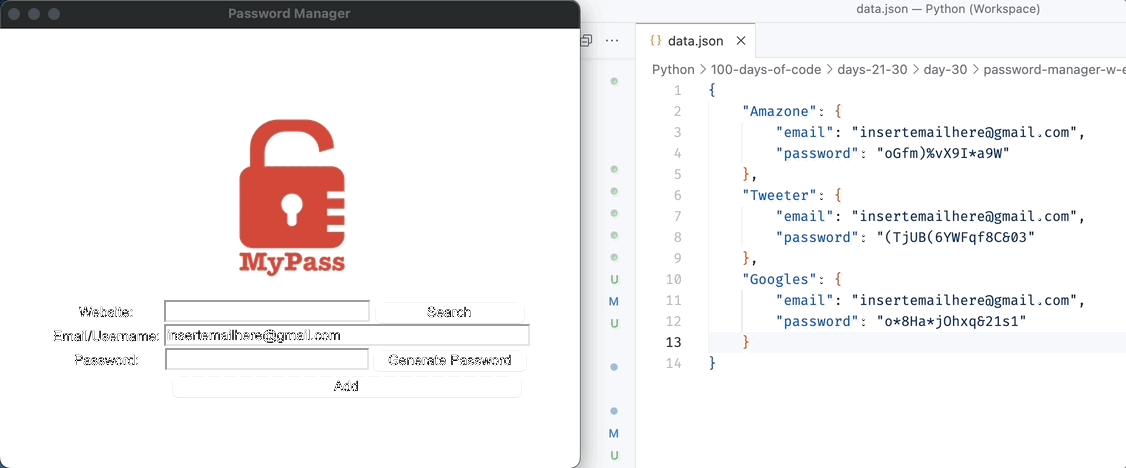 Password Manager
MyPass
Website:
Search
Email/Username:
insertemailhere@gmail.com
Password:
Generate Password
Add
data.json — Python (Workspace)
{} data.json ×
Python > 100-days-of-code > days-21-30 > day-30 > password-manager-w-e
1 {
2 "Amazone": {
3 "email": "insertemailhere@gmail.com",
4 "password": "oGfm)%vX9I*a9W"
5 },
6 "Tweeter": {
7 "email": "insertemailhere@gmail.com",
8 "password": "(TjUB(6YWFqf8C&03"
9 },
10 "Googles": {
11 "email": "insertemailhere@gmail.com",
12 "password": "o*8Ha*jOhxq&21s1"
13 }
14 }
U
M
U
M
U